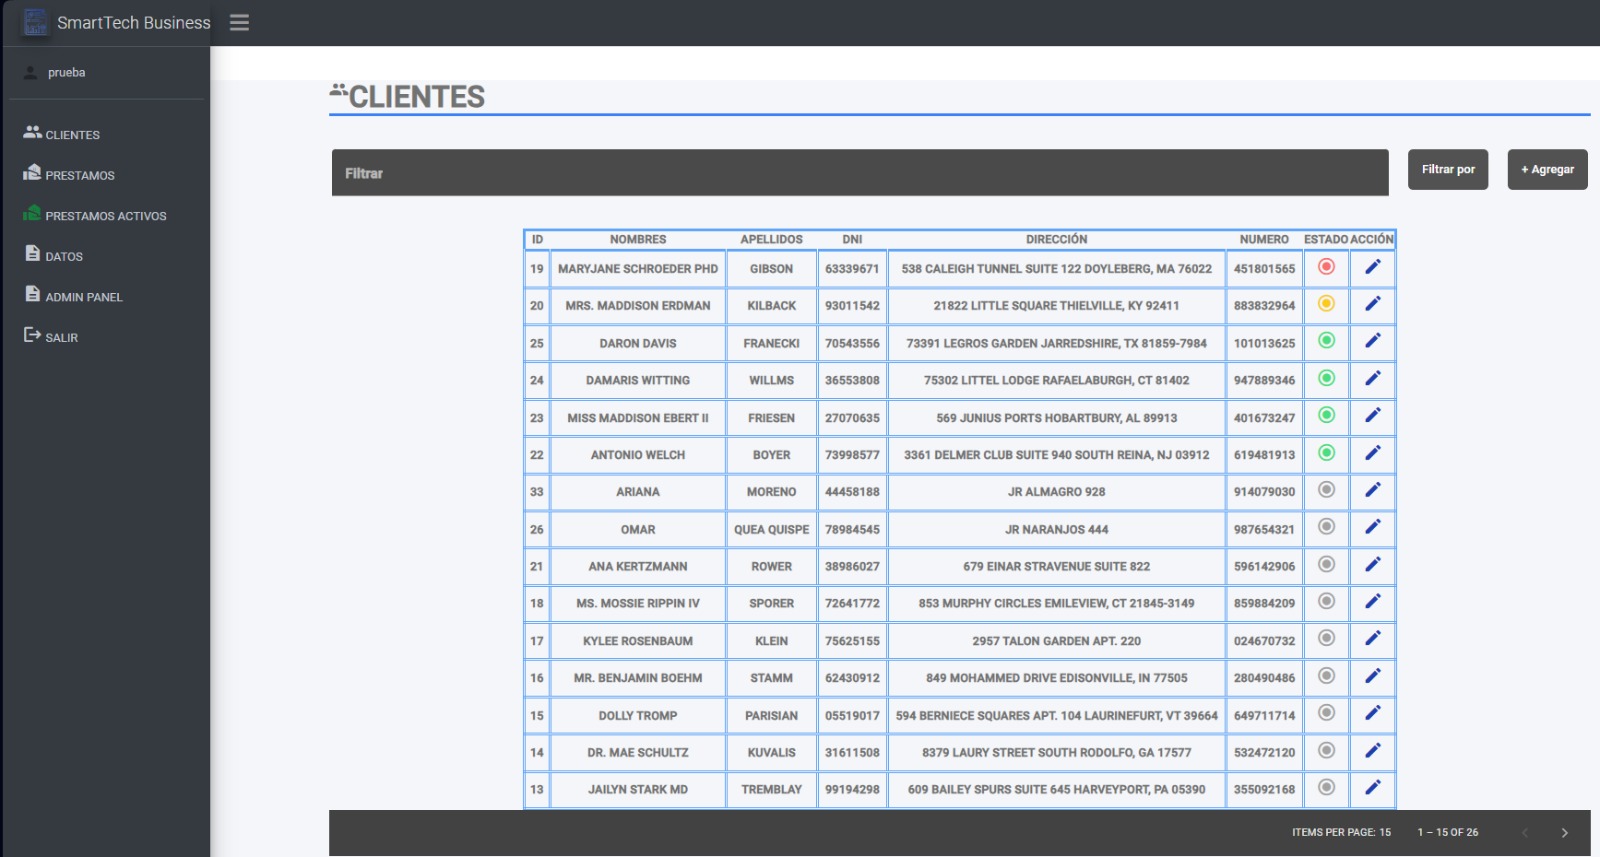 SmartTech Business
prueba
CLIENTES
PRESTAMOS
PRESTAMOS ACTIVOS
DATOS
ADMIN PANEL
SALIR
CLIENTES
Filtrar
Filtrar por
+ Agregar
ID NOMBRES APELLIDOS DNI DIRECCIÓN NUMERO ESTADO ACCIÓN
19 MARYJANE SCHROEDER PHD GIBSON 63339671 538 CALEIGH TUNNEL SUITE 122 DOYLEBERG, MA 76022 451801565
20 MRS. MADDISON ERDMAN KILBACK 93011542 21822 LITTLE SQUARE THIELVILLE, KY 92411 883832964
25 DARON DAVIS FRANECKI 70543556 73391 LEGROS GARDEN JARREDSHIRE, TX 81859-7984 101013625
24 DAMARIS WITTING WILLMS 36553808 75302 LITTEL LODGE RAFAELABURGH, CT 81402 947889346
23 MISS MADDISON EBERT II FRIESEN 27070635 569 JUNIUS PORTS HOBARTBURY, AL 89913 401673247
22 ANTONIO WELCH BOYER 73998577 3361 DELMER CLUB SUITE 940 SOUTH REINA, NJ 03912 619481913
33 ARIANA MORENO 44458188 JR ALMAGRO 928 914079030
26 OMAR QUEA QUISPE 78984545 JR NARANJOS 444 987654321
21 ANA KERTZMANN ROWER 38986027 679 EINAR STRAVENUE SUITE 822 596142906
18 MS. MOSSIE RIPPIN IV SPORER 72641772 853 MURPHY CIRCLES EMILEVIEW, CT 21845-3149 859884209
17 KYLEE ROSENBAUM KLEIN 75625155 2957 TALON GARDEN APT. 220 024670732
16 MR. BENJAMIN BOEHM STAMM 62430912 849 MOHAMMED DRIVE EDISONVILLE, IN 77505 280490486
15 DOLLY TROMP PARISIAN 05519017 594 BERNIECE SQUARES APT. 104 LAURINEFURT, VT 39664 649711714
14 DR. MAE SCHULTZ KUVALIS 31611508 8379 LAURY STREET SOUTH RODOLFO, GA 17577 532472120
13 JAILYN STARK MD TREMBLAY 99194298 609 BAILEY SPURS SUITE 645 HARVEYPORT, PA 05390 355092168
ITEMS PER PAGE: 15 1 – 15 OF 26